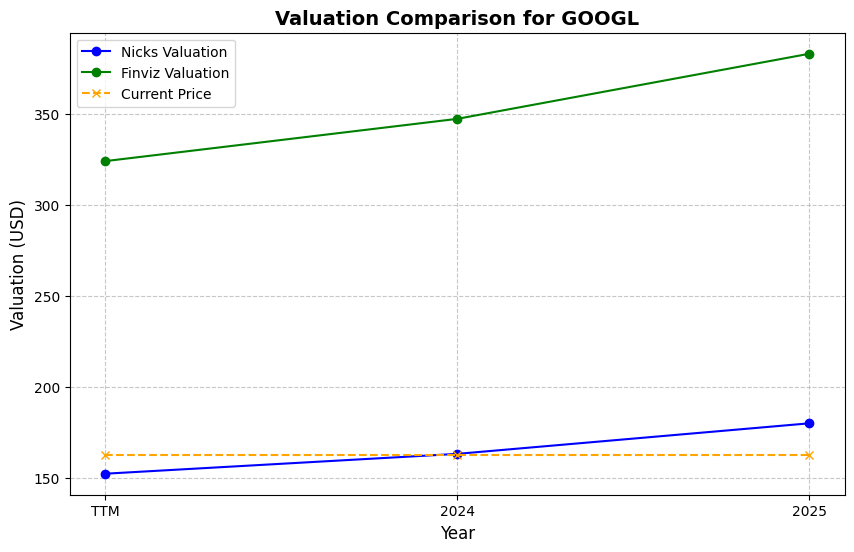 Valuation Comparison for GOOGL
Nicks Valuation
Finviz Valuation
Current Price
Valuation (USD)
350
300
250
200
150
TTM
2024
2025
Year